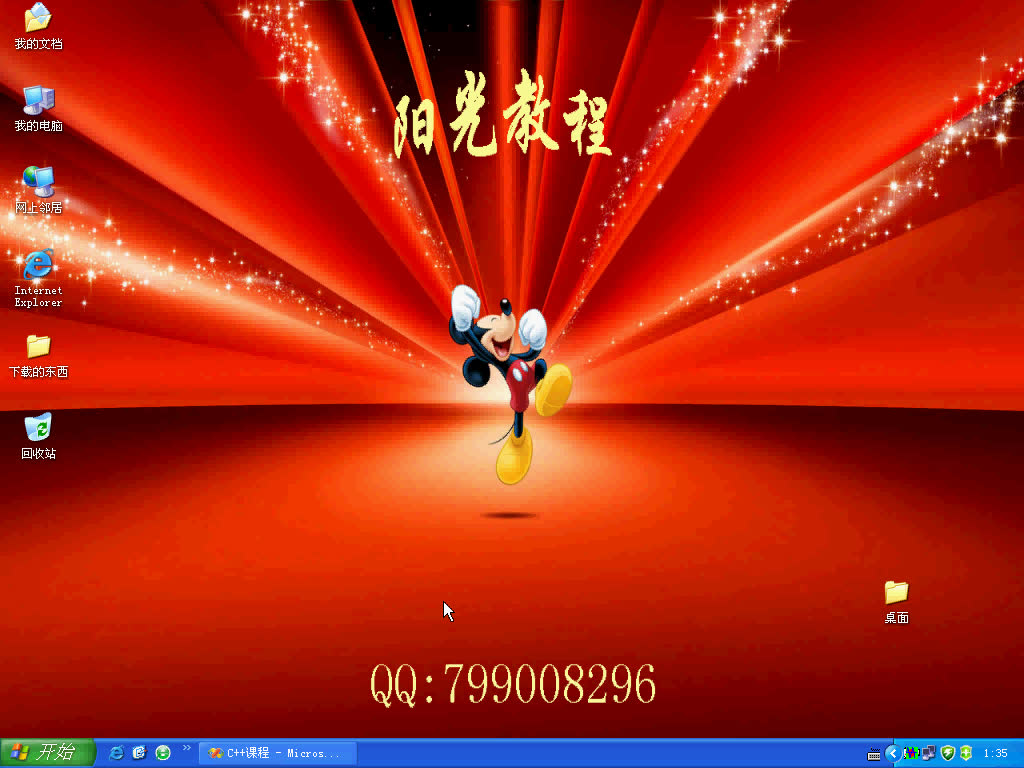 我的文档
我的电脑
网上邻居
Internet
Explorer
下载的东西
回收站
阳光教程
桌面
QQ:799008296
开始
C++课程 - Micros...
1:35